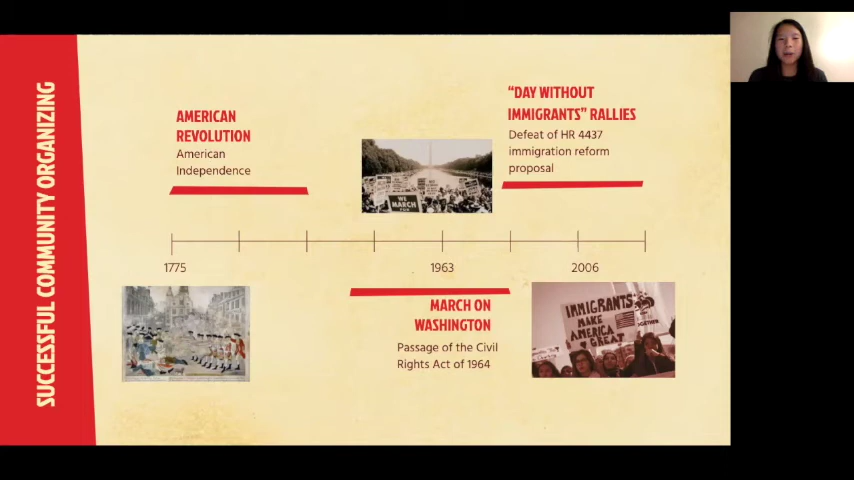 SUCCESSFUL COMMUNITY ORGANIZING
AMERICAN
REVOLUTION
American
Independence
"DAY WITHOUT
IMMIGRANTS" RALLIES
Defeat of HR 4437
immigration reform
proposal
WE
MARCH
1775
1963
2006
MARCH ON
WASHINGTON
Passage of the Civil
Rights Act of 1964
IMMIGRANTS
MAKE
AMERICA
GREAT
TOGETHER